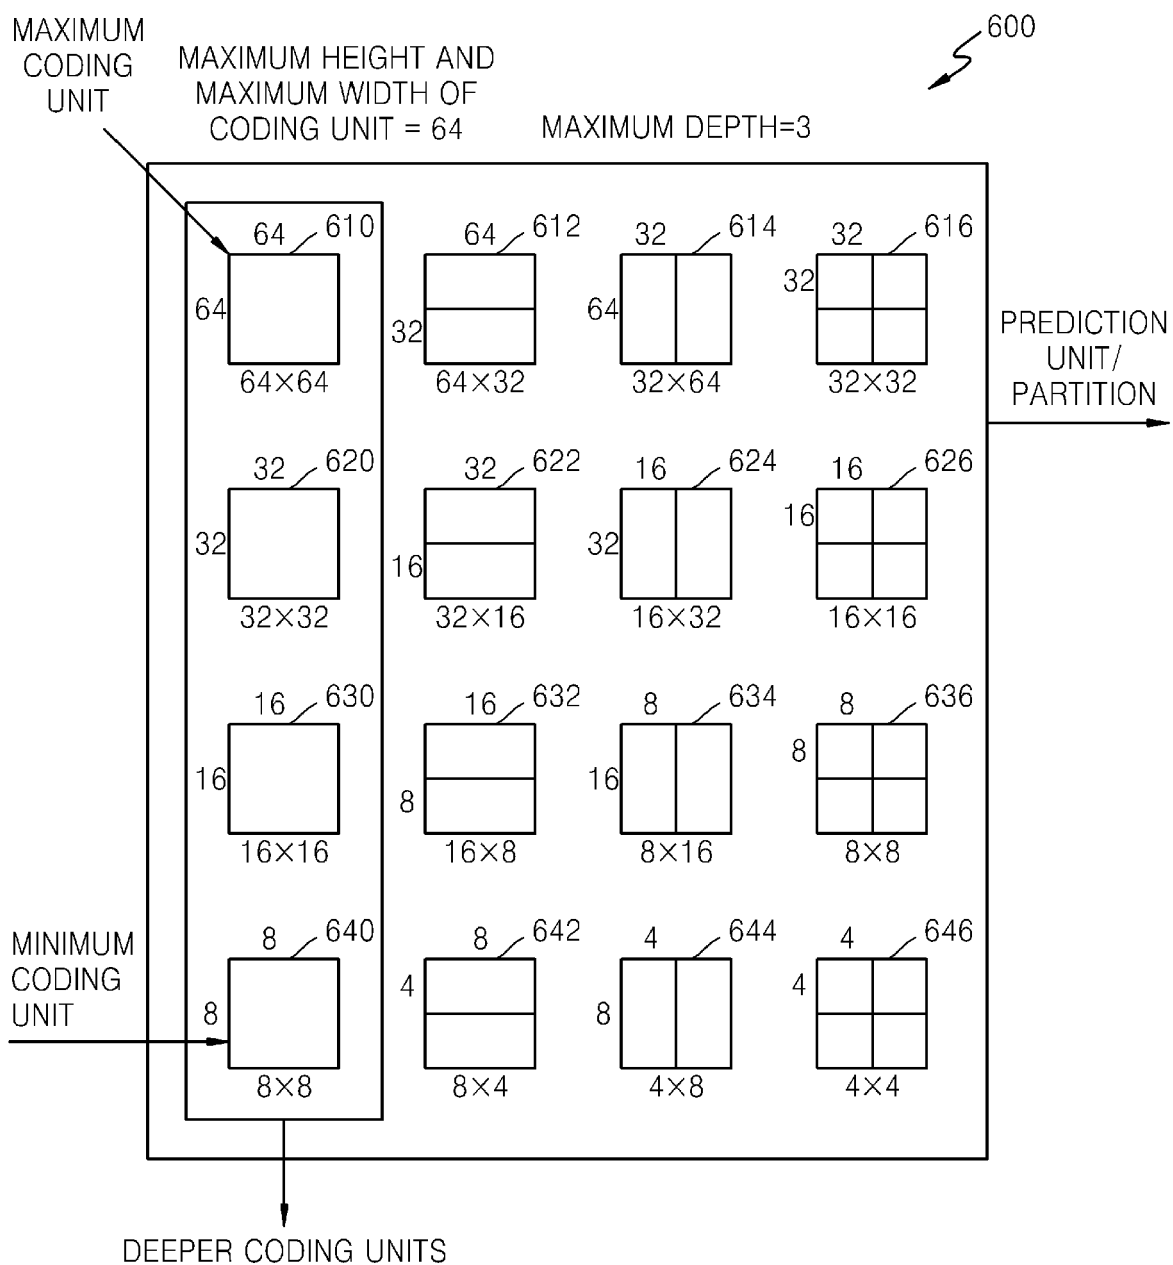 600
MAXIMUM
CODING
UNIT
MAXIMUM HEIGHT AND
MAXIMUM WIDTH OF
CODING UNIT = 64
MAXIMUM DEPTH=3
64 610 64 612 32 614 32 616
64 32 64 32
64×64 64×32 32×64 32×32
PREDICTION
UNIT/
PARTITION
32 620 32 622 16 624 16 626
32 16 32 16
32×32 32×16 16×32 16×16
16 630 16 632 8 634 8 636
16 8 16 8
16×16 16×8 8×16 8×8
MINIMUM
CODING
UNIT
8 640 8 642 4 644 4 646
8 4 8 4
8×8 8×4 4×8 4×4
DEEPER CODING UNITS